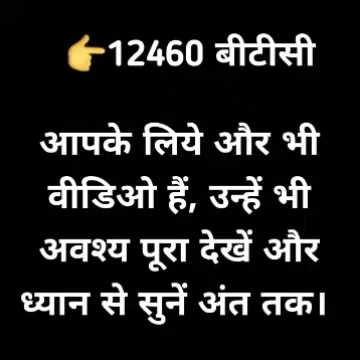 👉12460 बीटीसी
आपके लिये और भी
वीडिओ हैं, उन्हें भी
अवश्य पूरा देखें और
ध्यान से सुनें अंत तक।